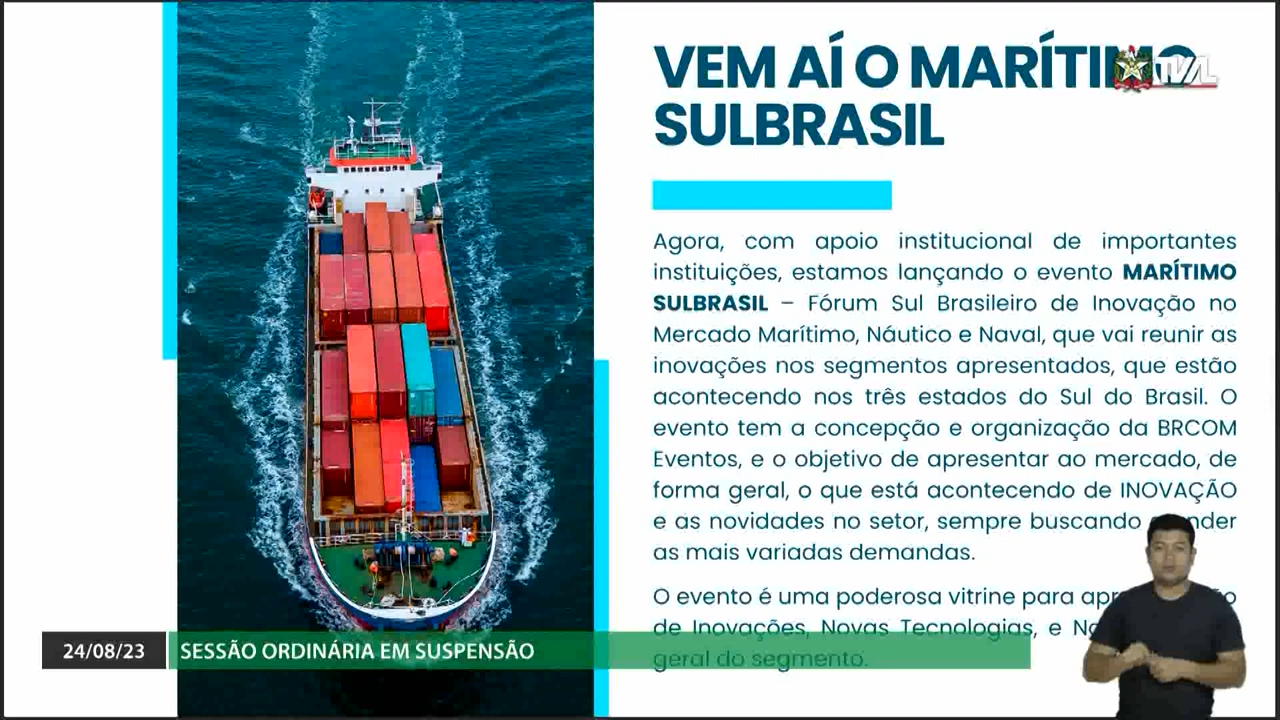 VEM AÍ O MARÍTIMO
SULBRASIL
TVAL
Agora, com apoio institucional de importantes
instituições, estamos lançando o evento MARÍTIMO
SULBRASIL – Fórum Sul Brasileiro de Inovação no
Mercado Marítimo, Náutico e Naval, que vai reunir as
inovações nos segmentos apresentados, que estão
acontecendo nos três estados do Sul do Brasil. O
evento tem a concepção e organização da BRCOM
Eventos, e o objetivo de apresentar ao mercado, de
forma geral, o que está acontecendo de INOVAÇÃO
e as novidades no setor, sempre buscando
as mais variadas demandas.
O evento é uma poderosa vitrine para
de Inovações, Novas Tecnologias, e
geral do segmento.
24/08/23 SESSÃO ORDINÁRIA EM SUSPENSÃO